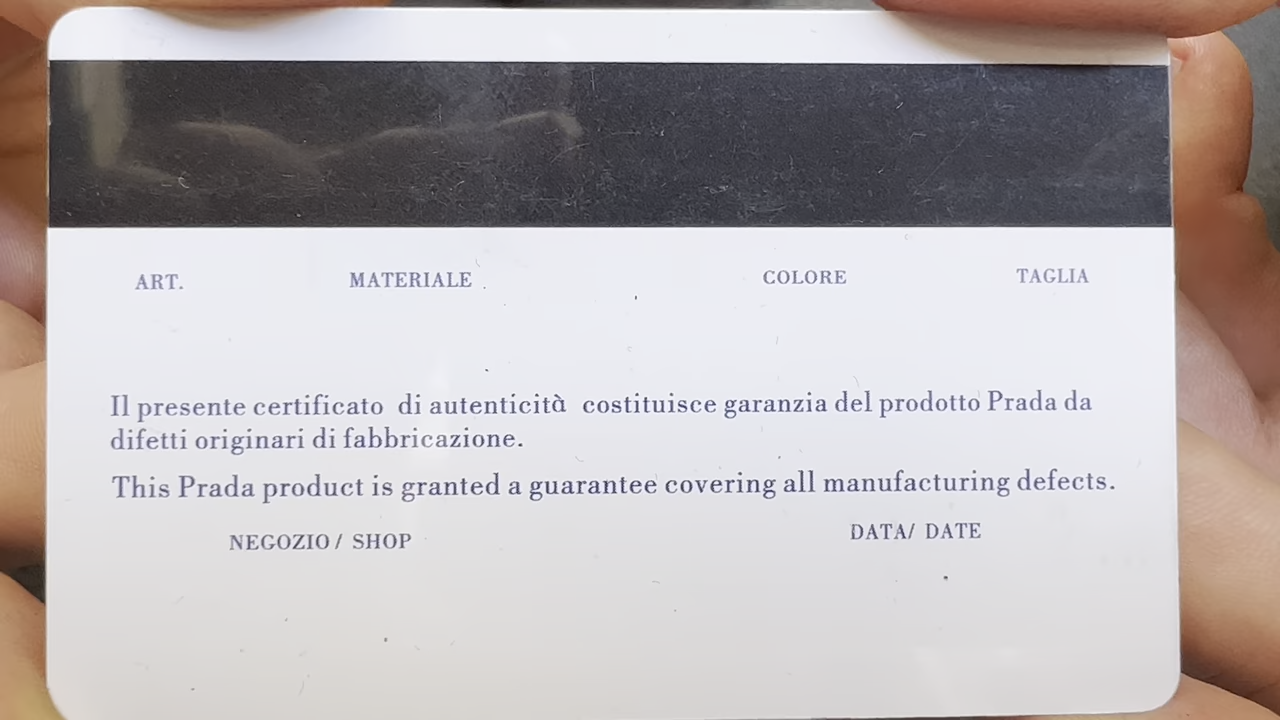 ART. MATERIALE COLORE TAGLIA
Il presente certificato di autenticità costituisce garanzia del prodotto Prada da
difetti originari di fabbricazione.
This Prada product is granted a guarantee covering all manufacturing defects.
NEGOZIO / SHOP DATA/ DATE